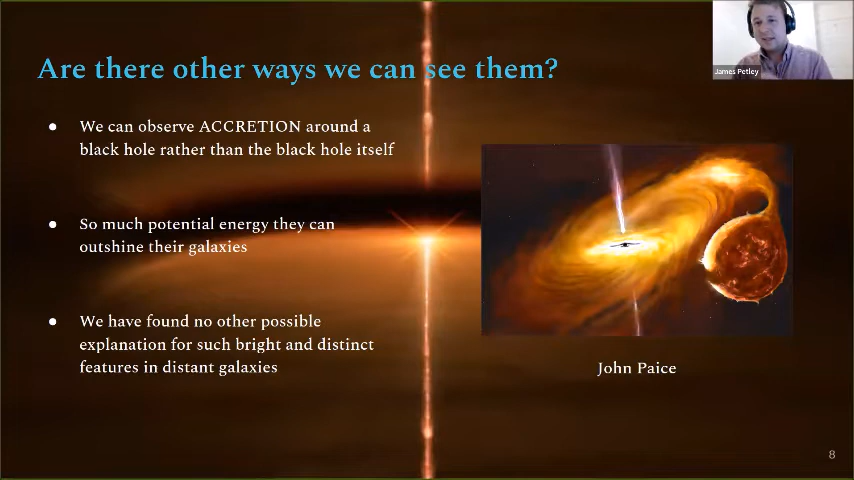 Are there other ways we can see them?
James Petley
● We can observe ACCRETION around a
black hole rather than the black hole itself
● So much potential energy they can
outshine their galaxies
● We have found no other possible
explanation for such bright and distinct
features in distant galaxies
John Paice
8